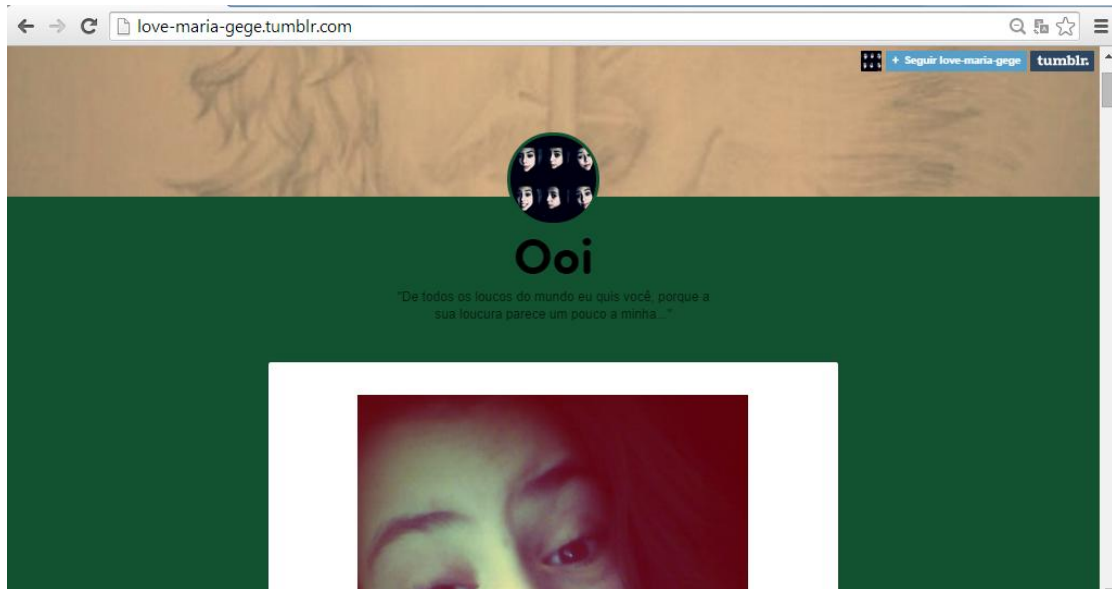 love-maria-gege.tumblr.com
+ Seguir love-maria-gege
tumblr.
Ooi
"De todos os loucos do mundo eu quis você, porque a
sua loucura parece um pouco a minha..."